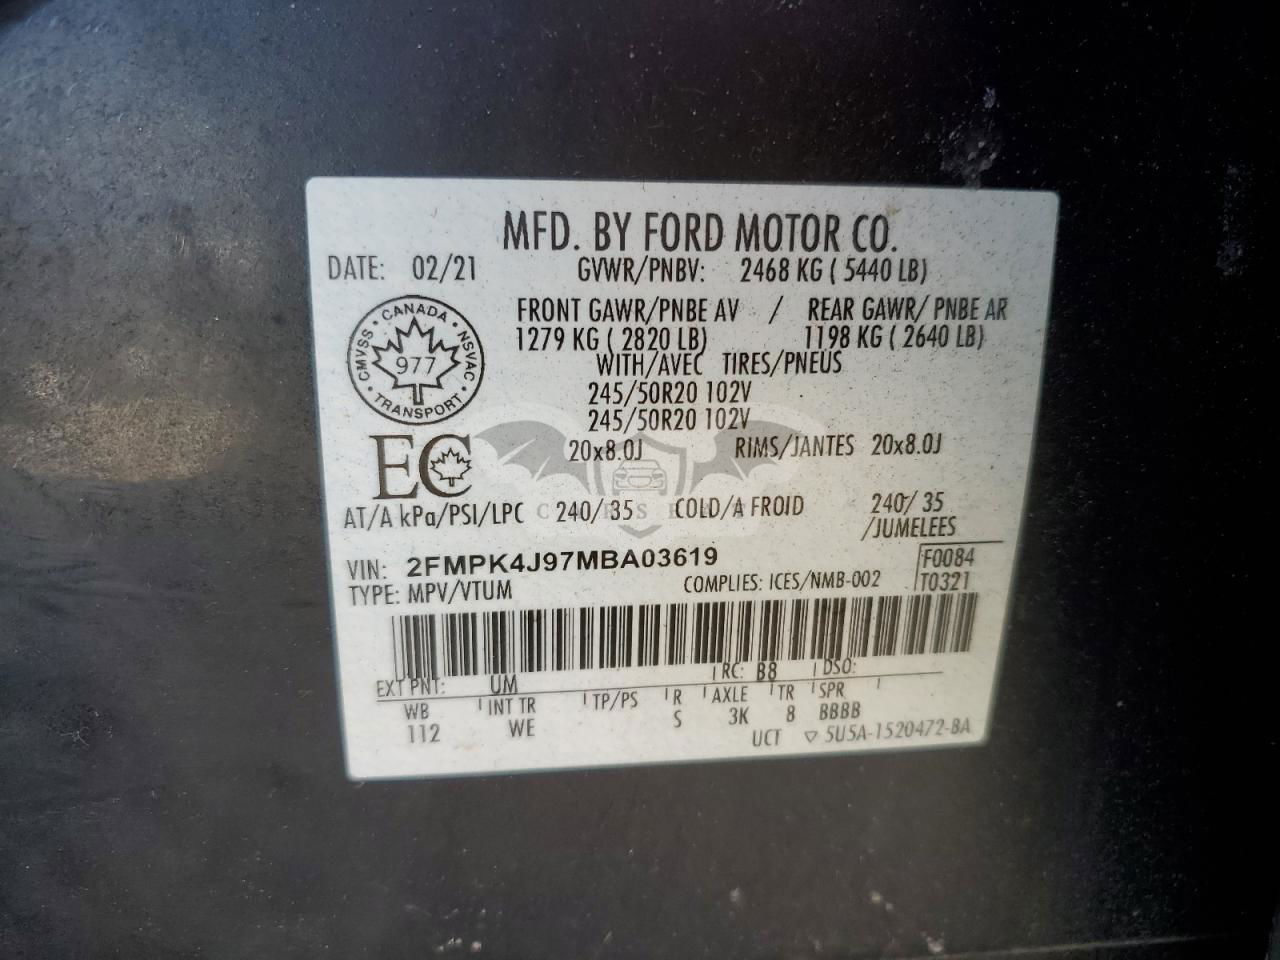 MFD. BY FORD MOTOR CO.
DATE: 02/21 GVWR/PNBV: 2468 KG ( 5440 LB)
FRONT GAWR/PNBE AV / REAR GAWR/ PNBE AR
1279 KG ( 2820 LB) 1198 KG ( 2640 LB)
WITH/AVEC TIRES/PNEUS
245/50R20 102V
245/50R20 102V
20x8.0J RIMS/JANTES 20x8.0J
CANADA
CMVSS · NSVAC
977
TRANSPORT
EC
AT/A kPa/PSI/LPC 240/ 35 COLD/A FROID 240/ 35
/JUMELEES
VIN: 2FMPK4J97MBA03619 F0084
TYPE: MPV/VTUM COMPLIES: ICES/NMB-002 T0321
EXT PNT: UM RC: B8 DSO:
WB INT TR TP/PS R AXLE TR SPR
112 WE S 3K 8 BBBB
UCT ▽ 5U5A-1520472-BA